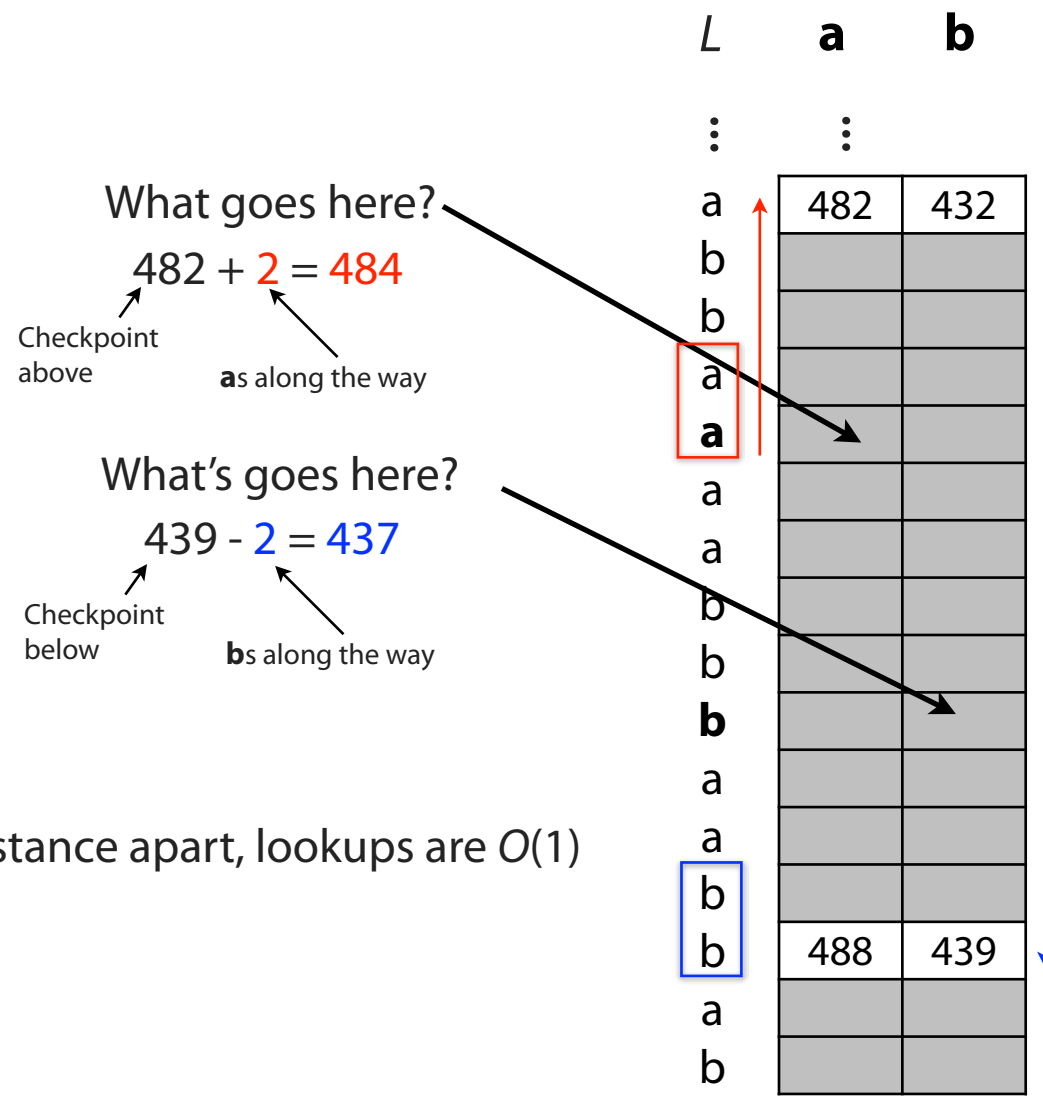 L a b
⋮ ⋮
What goes here?
482 + 2 = 484
Checkpoint
above
as along the way
What's goes here?
439 - 2 = 437
Checkpoint
below
bs along the way
stance apart, lookups are O(1)
a 482 432
b
b
a
a
a
a
b
b
b
a
a
b
b 488 439
a
b